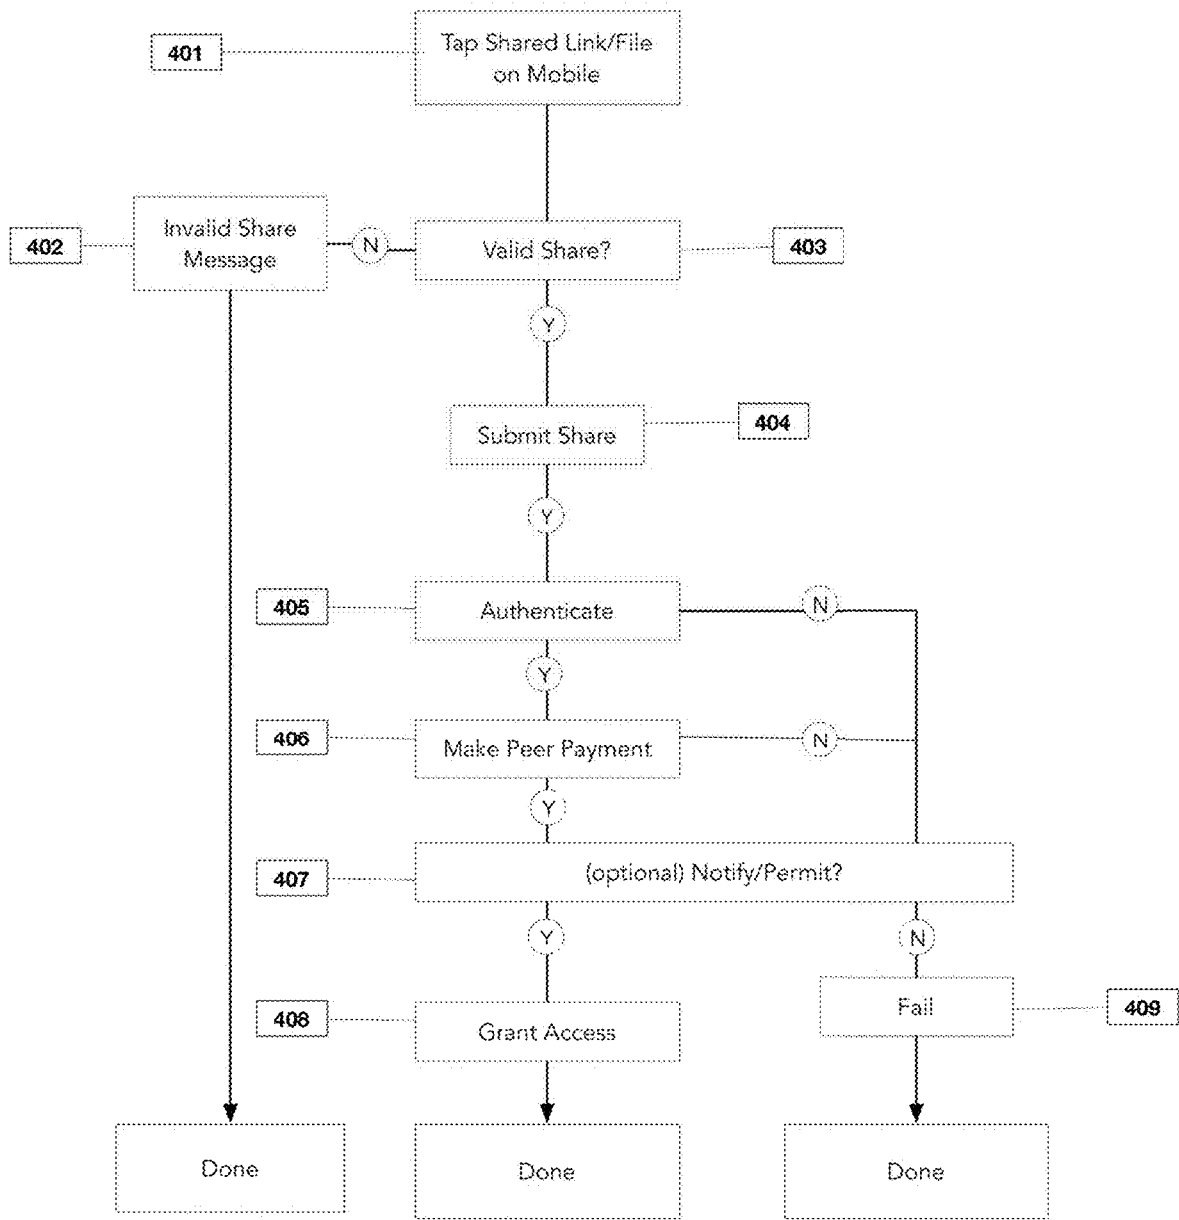 401
Tap Shared Link/File
on Mobile
402
Invalid Share
Message
N
Valid Share?
403
Y
Submit Share
404
Y
405
Authenticate
N
Y
406
Make Peer Payment
N
Y
407
(optional) Notify/Permit?
Y
N
408
Grant Access
Fail
409
Done
Done
Done